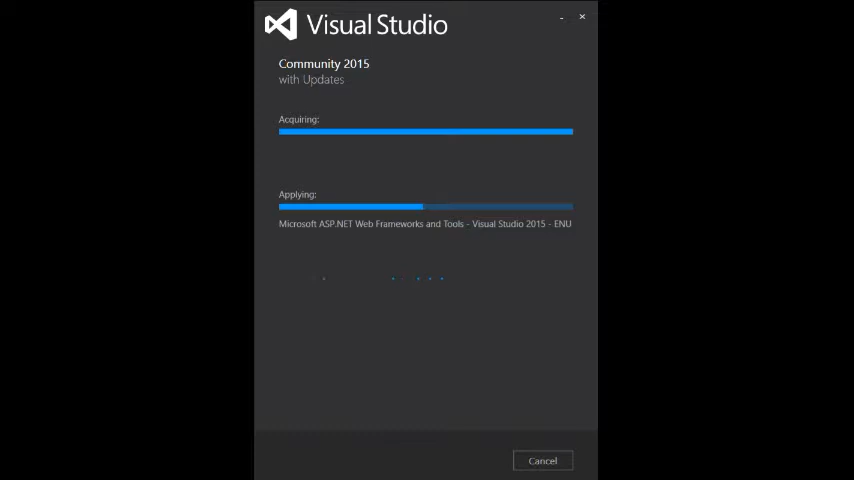 Visual Studio
Community 2015
with Updates
Acquiring:
Applying:
Microsoft ASP.NET Web Frameworks and Tools - Visual Studio 2015 - ENU
Cancel